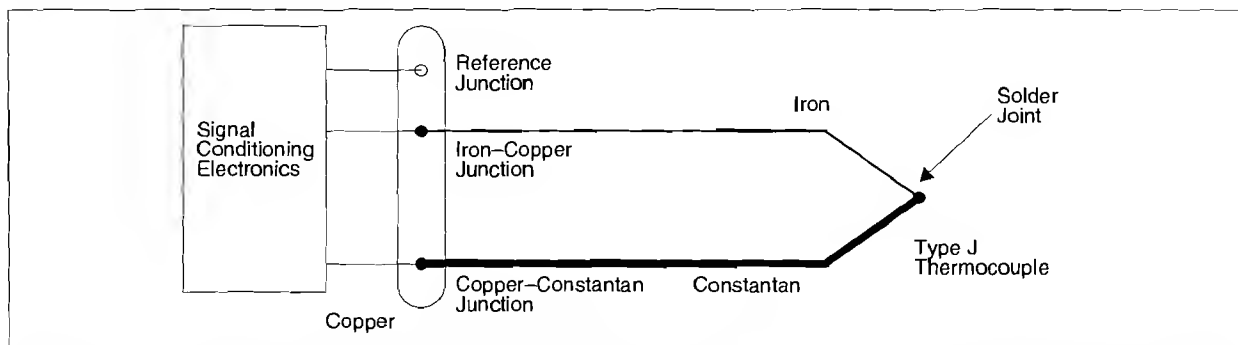 Reference
Junction
Iron
Solder
Joint
Signal
Conditioning
Electronics
Iron–Copper
Junction
Type J
Thermocouple
Copper–Constantan
Junction
Constantan
Copper